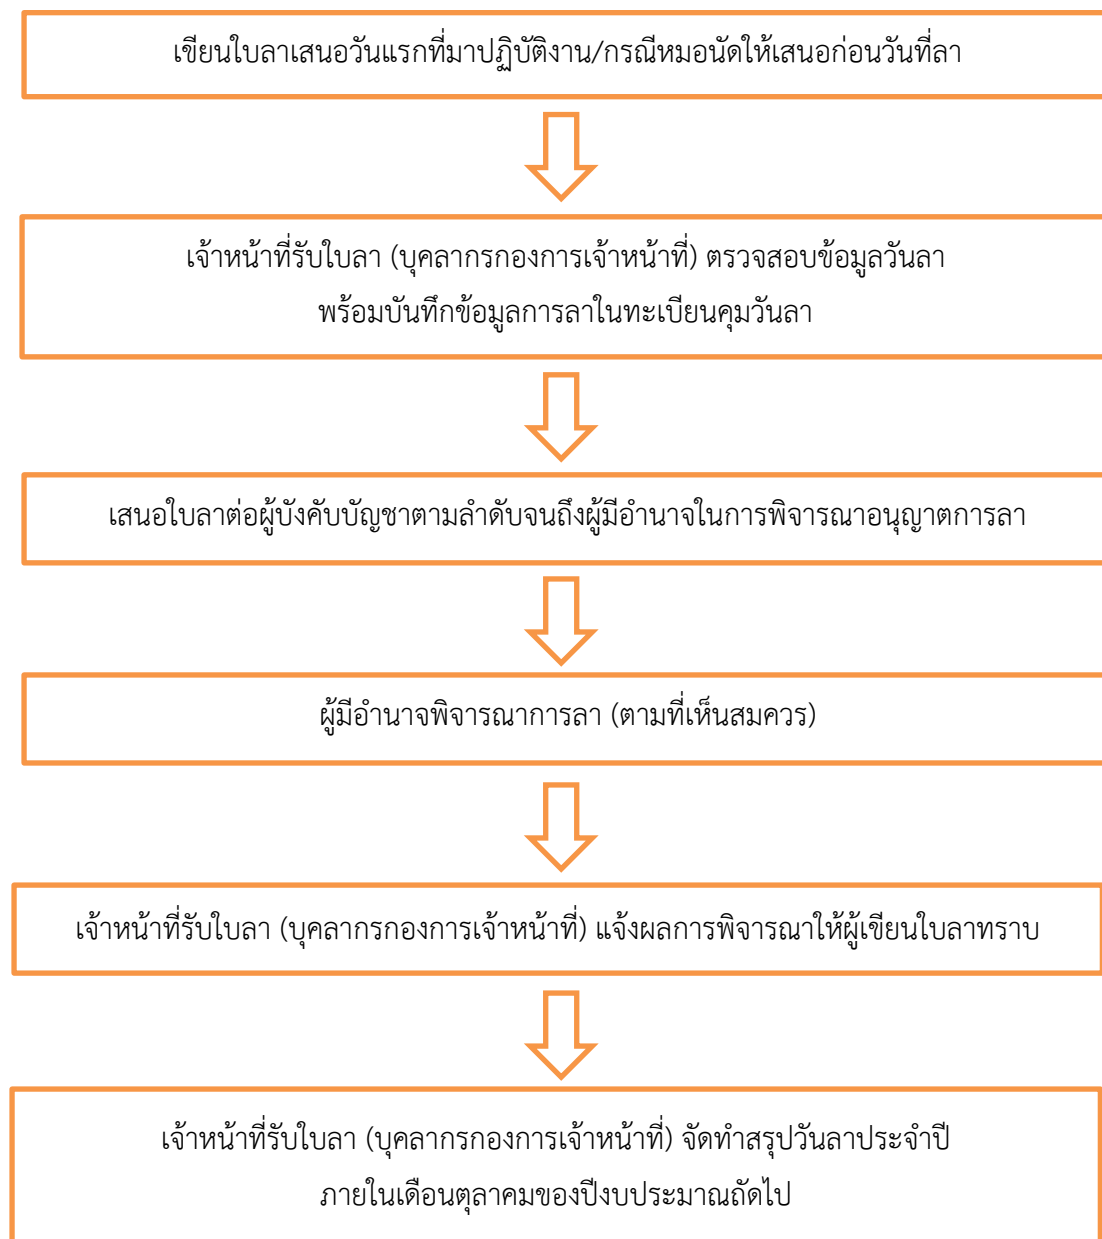 เขียนใบลาเสนอวันแรกที่มาปฏิบัติงาน/กรณีหมอนัดให้เสนอก่อนวันที่ลา
เจ้าหน้าที่รับใบลา (บุคลากรกองการเจ้าหน้าที่) ตรวจสอบข้อมูลวันลา
พร้อมบันทึกข้อมูลการลาในทะเบียนคุมวันลา
เสนอใบลาต่อผู้บังคับบัญชาตามลำดับจนถึงผู้มีอำนาจในการพิจารณาอนุญาตการลา
ผู้มีอำนาจพิจารณาการลา (ตามที่เห็นสมควร)
เจ้าหน้าที่รับใบลา (บุคลากรกองการเจ้าหน้าที่) แจ้งผลการพิจารณาให้ผู้เขียนใบลาทราบ
เจ้าหน้าที่รับใบลา (บุคลากรกองการเจ้าหน้าที่) จัดทำสรุปวันลาประจำปี
ภายในเดือนตุลาคมของปีงบประมาณถัดไป